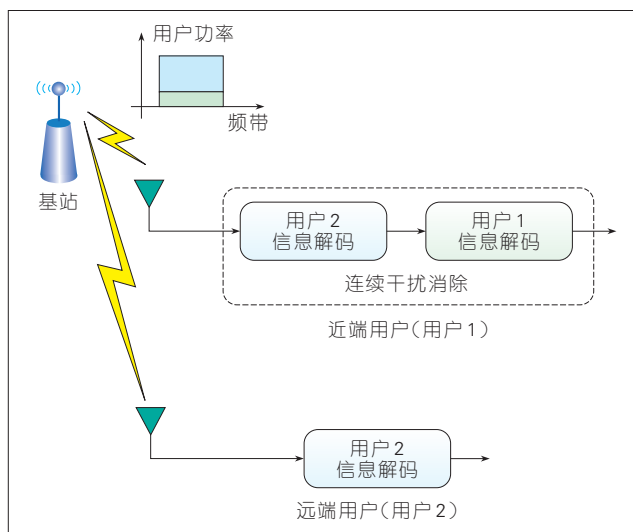 用户功率
频带
基站
用户2
信息解码
用户1
信息解码
连续干扰消除
近端用户(用户1)
用户2
信息解码
远端用户(用户2)